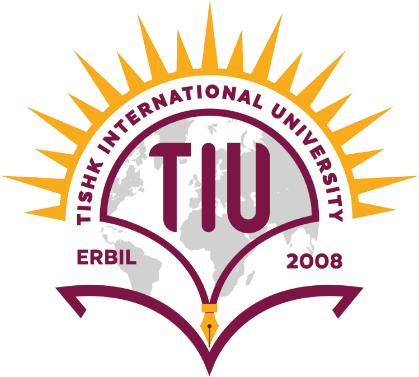 TISHK INTERNATIONAL UNIVERSITY
TIU
ERBIL
2008